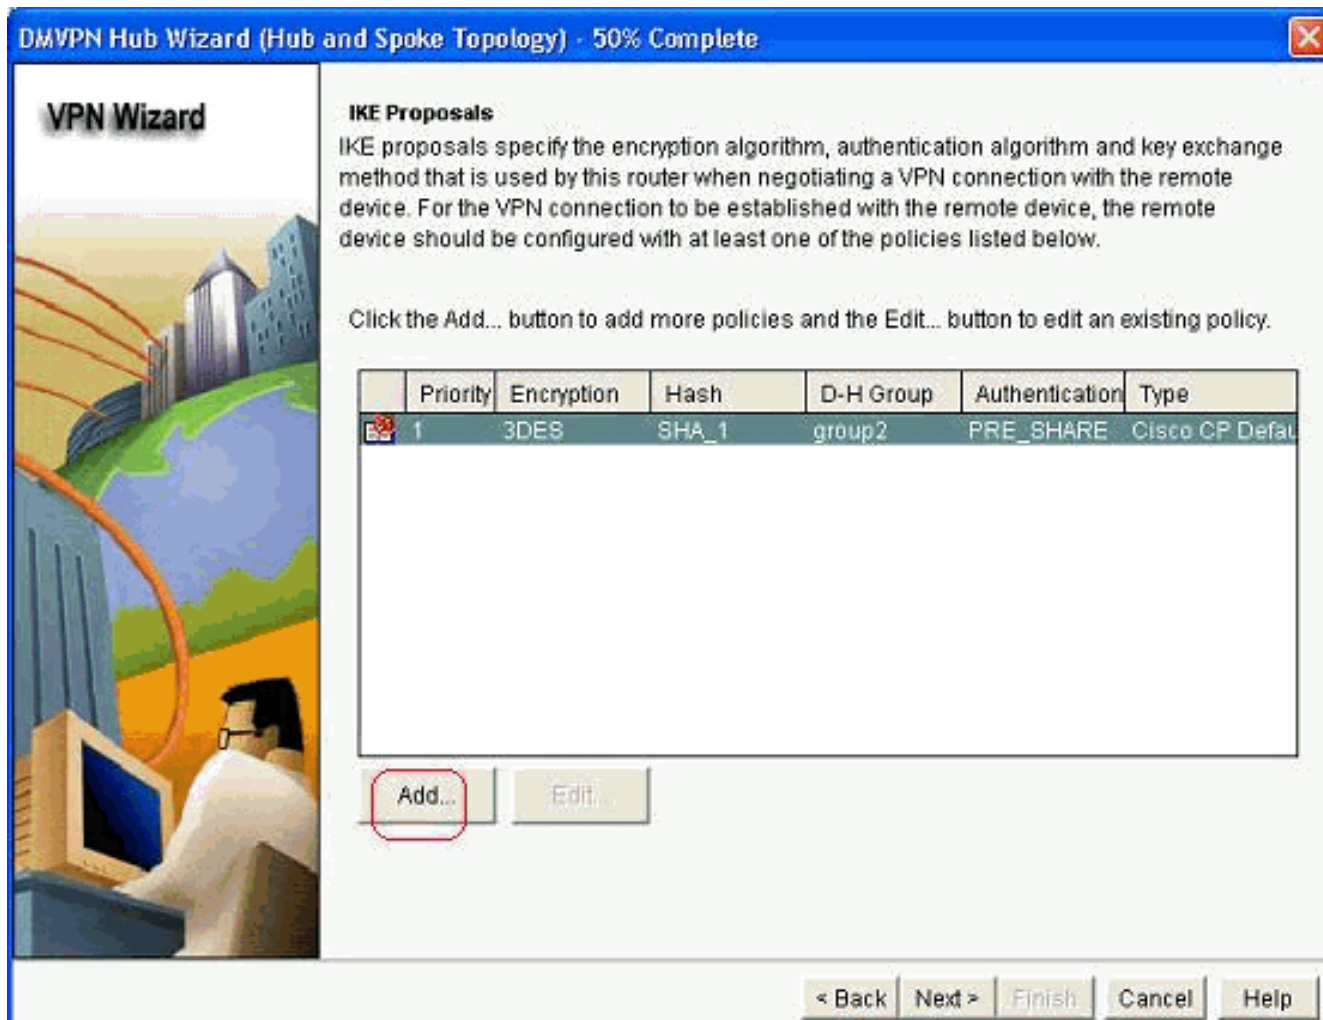 DMVPN Hub Wizard (Hub and Spoke Topology) - 50% Complete
VPN Wizard
IKE Proposals
IKE proposals specify the encryption algorithm, authentication algorithm and key exchange
method that is used by this router when negotiating a VPN connection with the remote
device. For the VPN connection to be established with the remote device, the remote
device should be configured with at least one of the policies listed below.
Click the Add... button to add more policies and the Edit... button to edit an existing policy.
Priority Encryption Hash D-H Group Authentication Type
1 3DES SHA_1 group2 PRE_SHARE Cisco CP Defau
Add... Edit...
< Back Next > Finish Cancel Help